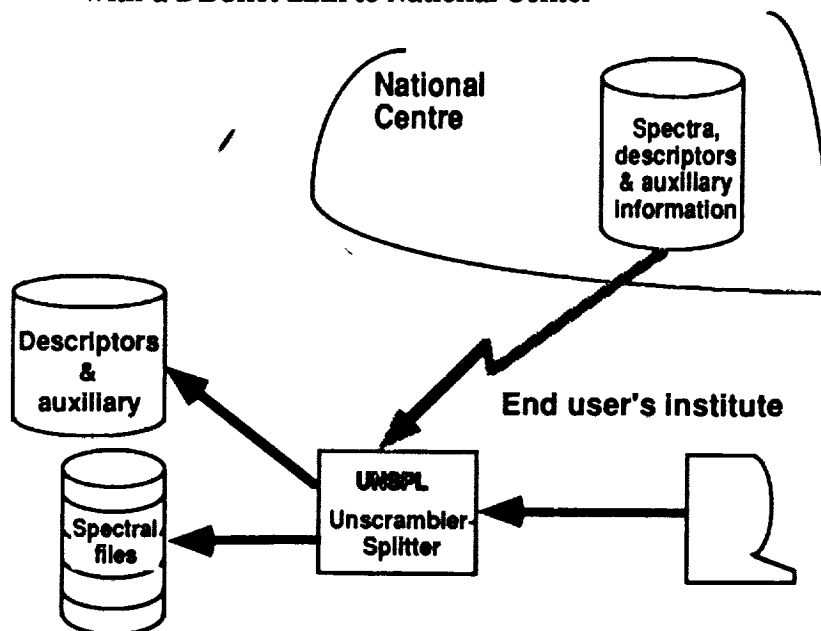 National
Centre
Spectra,
descriptors
& auxiliary
information
Descriptors
&
auxiliary
End user's institute
UNSPL
Unscrambler-
Splitter
Spectral
files